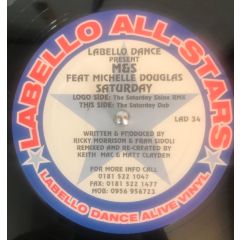 LABELLO ALL-STARS
LABELLO DANCE
PRESENT
M&S
FEAT MICHELLE DOUGLAS
SATURDAY
LOGO SIDE: The Saturday Shine RMX
THIS SIDE: The Saturday Dub
LAD 34
WRITTEN & PRODUCED BY
RICKY MORRISON & FRAN SIDOLI
REMIXED AND RE-CREATED BY
KEITH MAC & MATT CLAYDEN
FOR MORE INFO CALL
0181 522 1047
FAX: 0181 522 1477
MOB: 0956 956723
LABELLO DANCE ALIVE VINYL